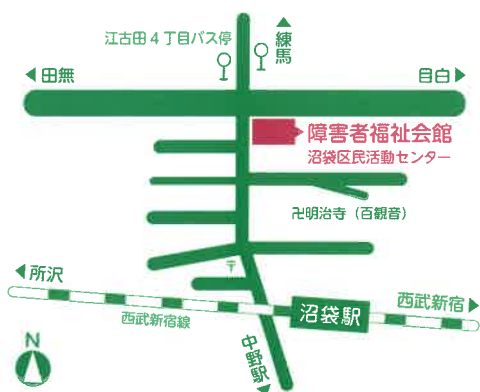 江古田4丁目バス停
練馬
田無
目白
障害者福祉会館
沼袋区民活動センター
卍明治寺（百観音）
〒
所沢
西武新宿
沼袋駅
西武新宿線
中野駅
N